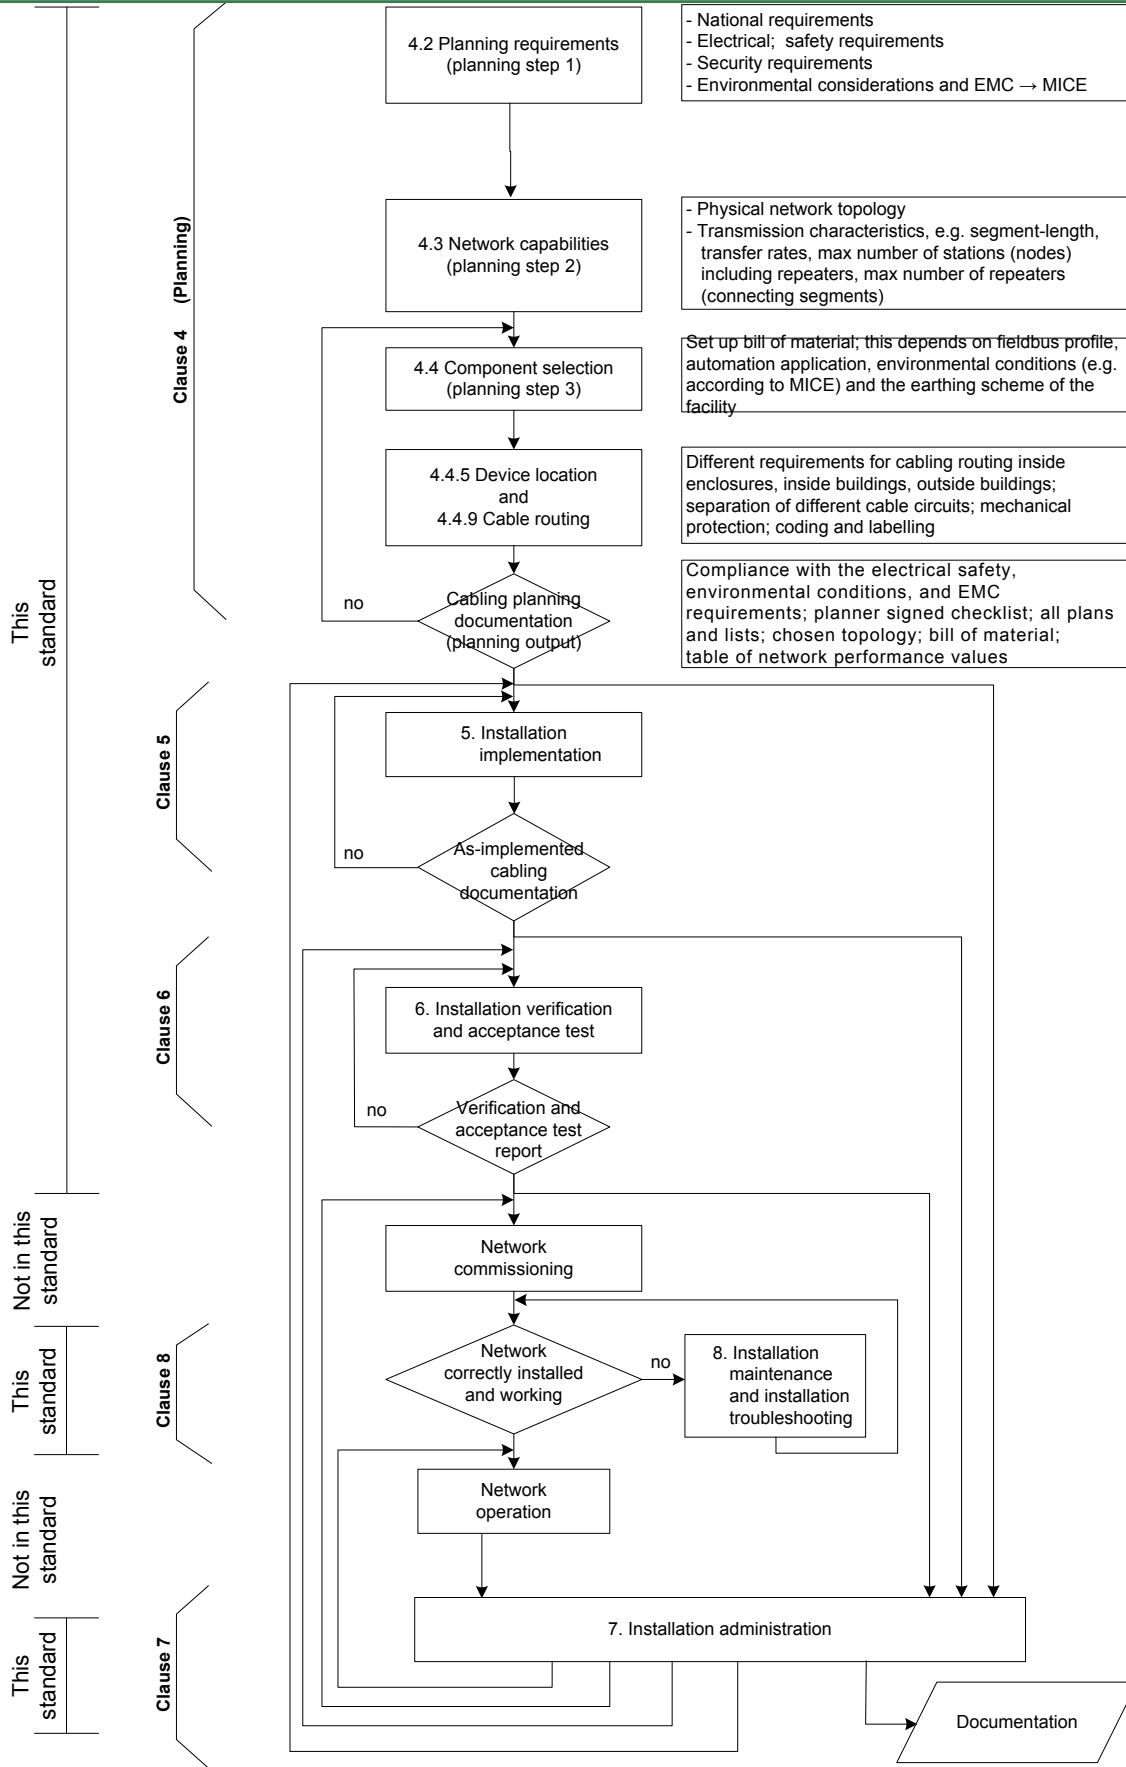 4.2 Planning requirements
(planning step 1)
- National requirements
- Electrical; safety requirements
- Security requirements
- Environmental considerations and EMC → MICE
Clause 4 (Planning)
4.3 Network capabilities
(planning step 2)
- Physical network topology
- Transmission characteristics, e.g. segment-length,
transfer rates, max number of stations (nodes)
including repeaters, max number of repeaters
(connecting segments)
4.4 Component selection
(planning step 3)
Set up bill of material; this depends on fieldbus profile,
automation application, environmental conditions (e.g.
according to MICE) and the earthing scheme of the
facility
4.4.5 Device location
and
4.4.9 Cable routing
Different requirements for cabling routing inside
enclosures, inside buildings, outside buildings;
separation of different cable circuits; mechanical
protection; coding and labelling
This
standard
no
Cabling planning
documentation
(planning output)
Compliance with the electrical safety,
environmental conditions, and EMC
requirements; planner signed checklist; all plans
and lists; chosen topology; bill of material;
table of network performance values
Clause 5
5. Installation
implementation
no
As-implemented
cabling
documentation
Clause 6
6. Installation verification
and acceptance test
no
Verification and
acceptance test
report
Not in this
standard
Network
commissioning
This
standard
Clause 8
Network
correctly installed
and working
no
8. Installation
maintenance
and installation
troubleshooting
Not in this
standard
Network
operation
This
standard
Clause 7
7. Installation administration
Documentation